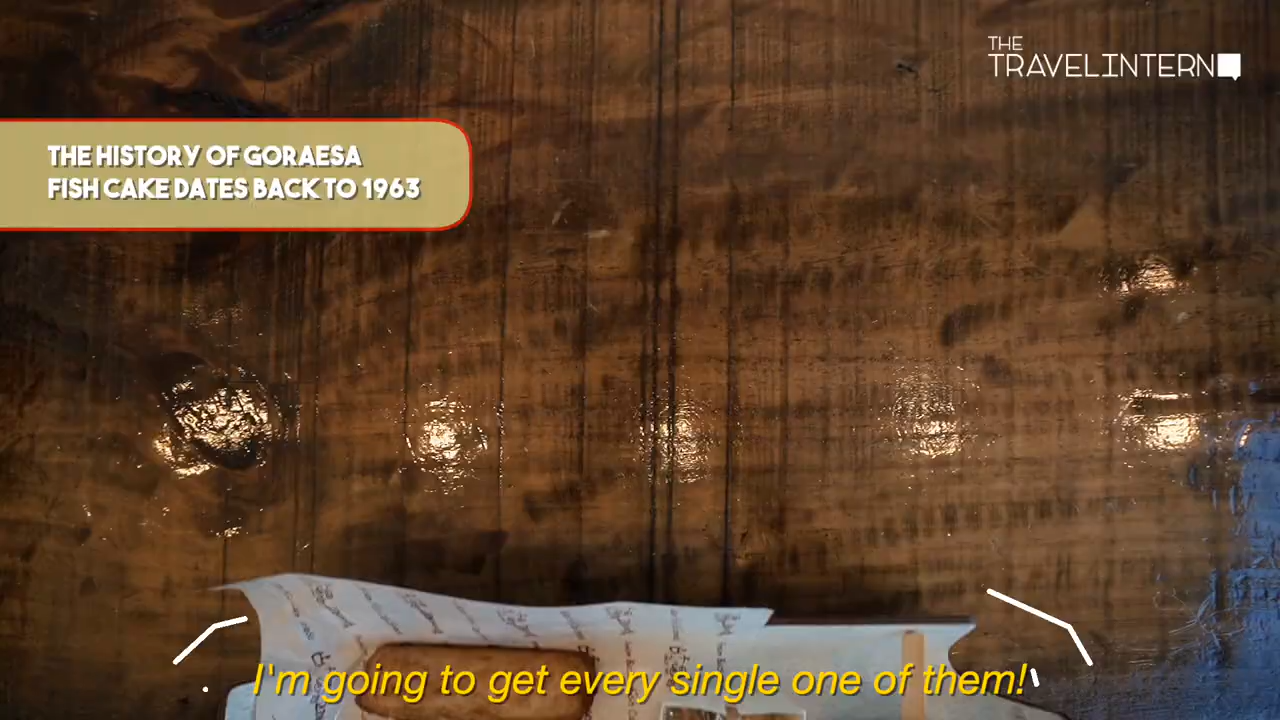 THE
TRAVELINTERN
THE HISTORY OF GORAESA
FISH CAKE DATES BACK TO 1963
I'm going to get every single one of them!